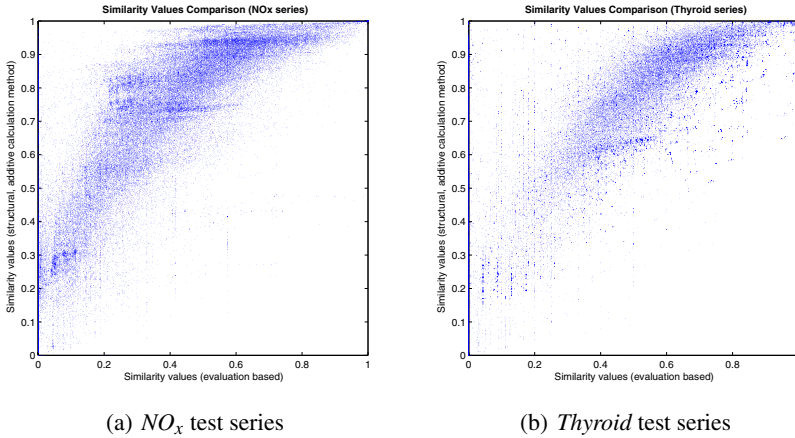 Similarity Values Comparison (NOx series)
Similarity values (structural, additive calculation method)
1
0.9
0.8
0.7
0.6
0.5
0.4
0.3
0.2
0.1
0
0 0.2 0.4 0.6 0.8 1
Similarity values (evaluation based)
(a) NOx test series
Similarity Values Comparison (Thyroid series)
Similarity values (structural, additive calculation method)
1
0.9
0.8
0.7
0.6
0.5
0.4
0.3
0.2
0.1
0
0 0.2 0.4 0.6 0.8
Similarity values (evaluation based)
(b) Thyroid test series